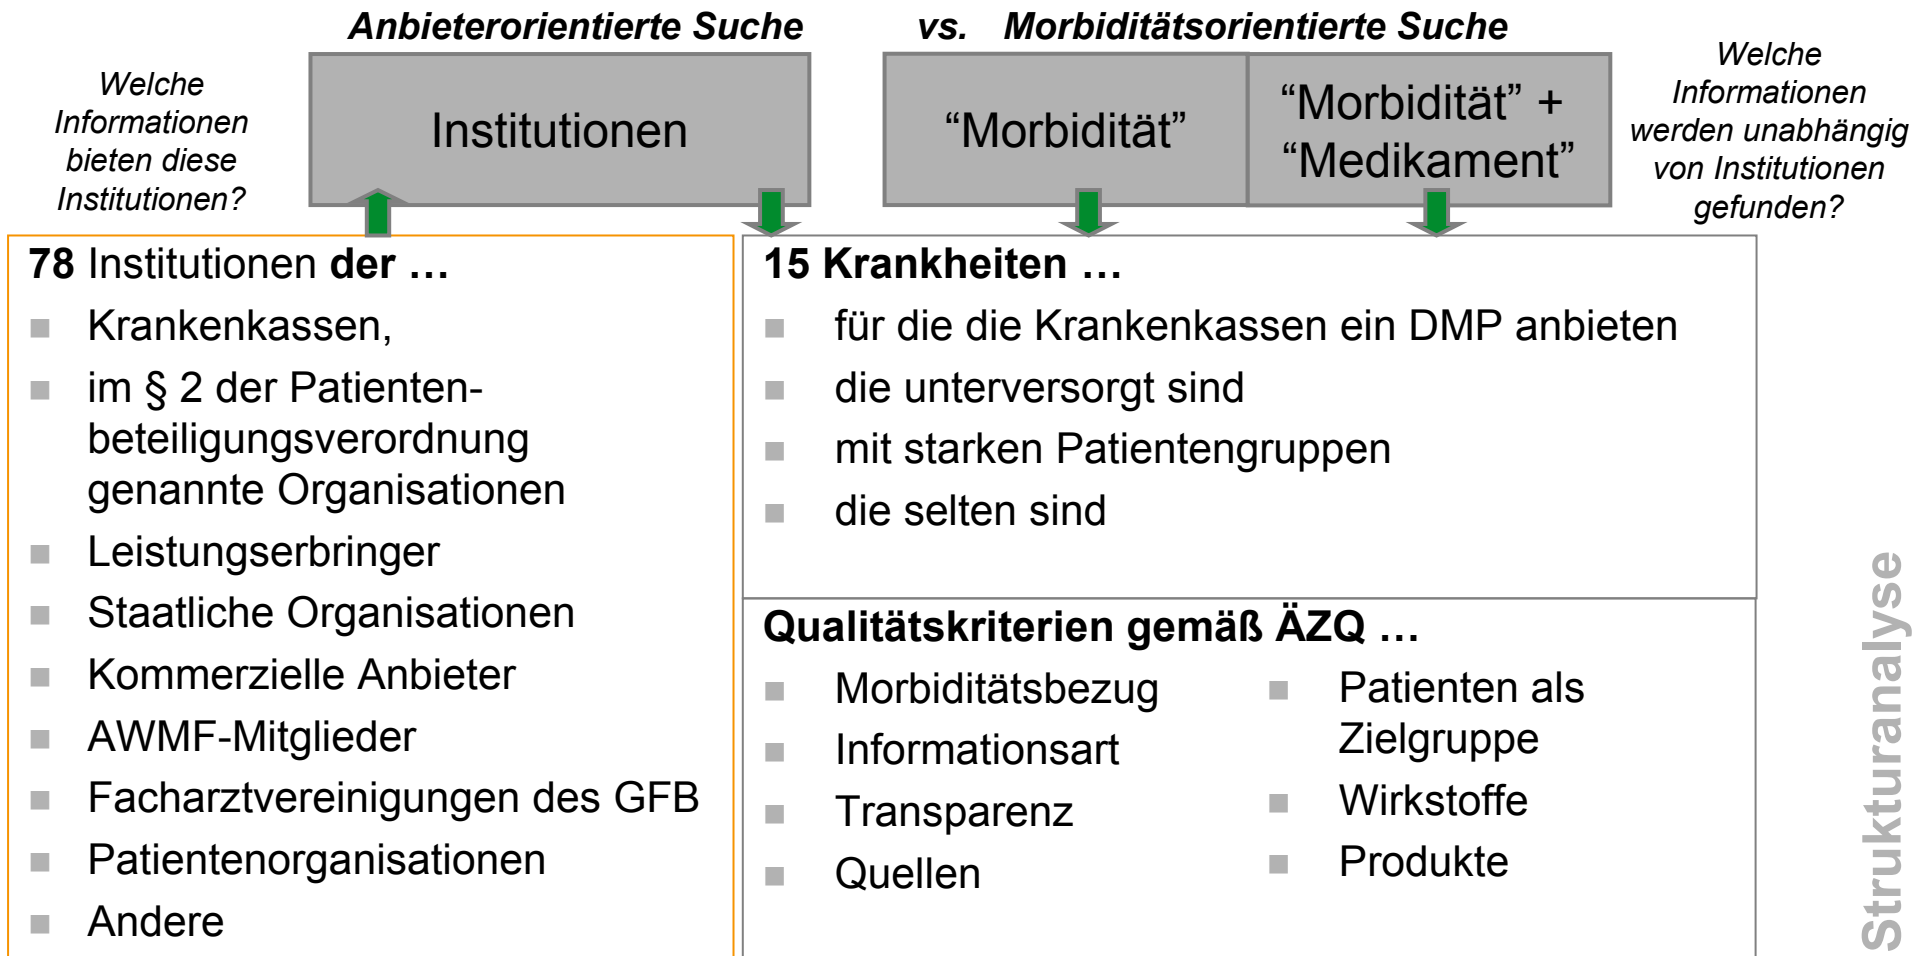 Anbieterorientierte Suche vs. Morbiditätsorientierte Suche
Welche
Informationen
bieten diese
Institutionen?
Institutionen
“Morbidität”
“Morbidität” +
“Medikament”
Welche
Informationen
werden unabhängig
von Institutionen
gefunden?
78 Institutionen der …
Krankenkassen,
im § 2 der Patienten-
beteiligungsverordnung
genannte Organisationen
Leistungserbringer
Staatliche Organisationen
Kommerzielle Anbieter
AWMF-Mitglieder
Facharztvereinigungen des GFB
Patientenorganisationen
Andere
15 Krankheiten …
für die die Krankenkassen ein DMP anbieten
die unterversorgt sind
mit starken Patientengruppen
die selten sind
Qualitätskriterien gemäß ÄZQ …
Morbiditätsbezug
Informationsart
Transparenz
Quellen
Patienten als
Zielgruppe
Wirkstoffe
Produkte
Strukturanalyse